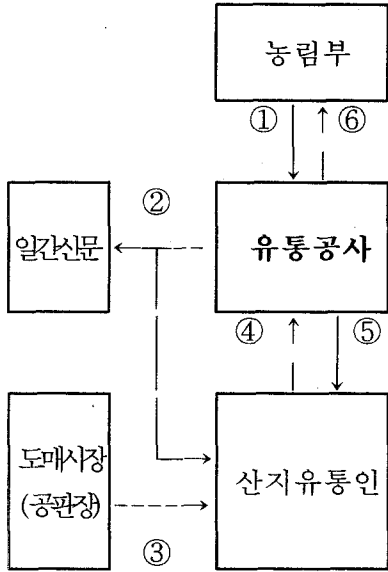 농림부
① ⑥
②
일간신문
유통공사
④ ⑤
도매시장
(공판장)
산지유통인
③